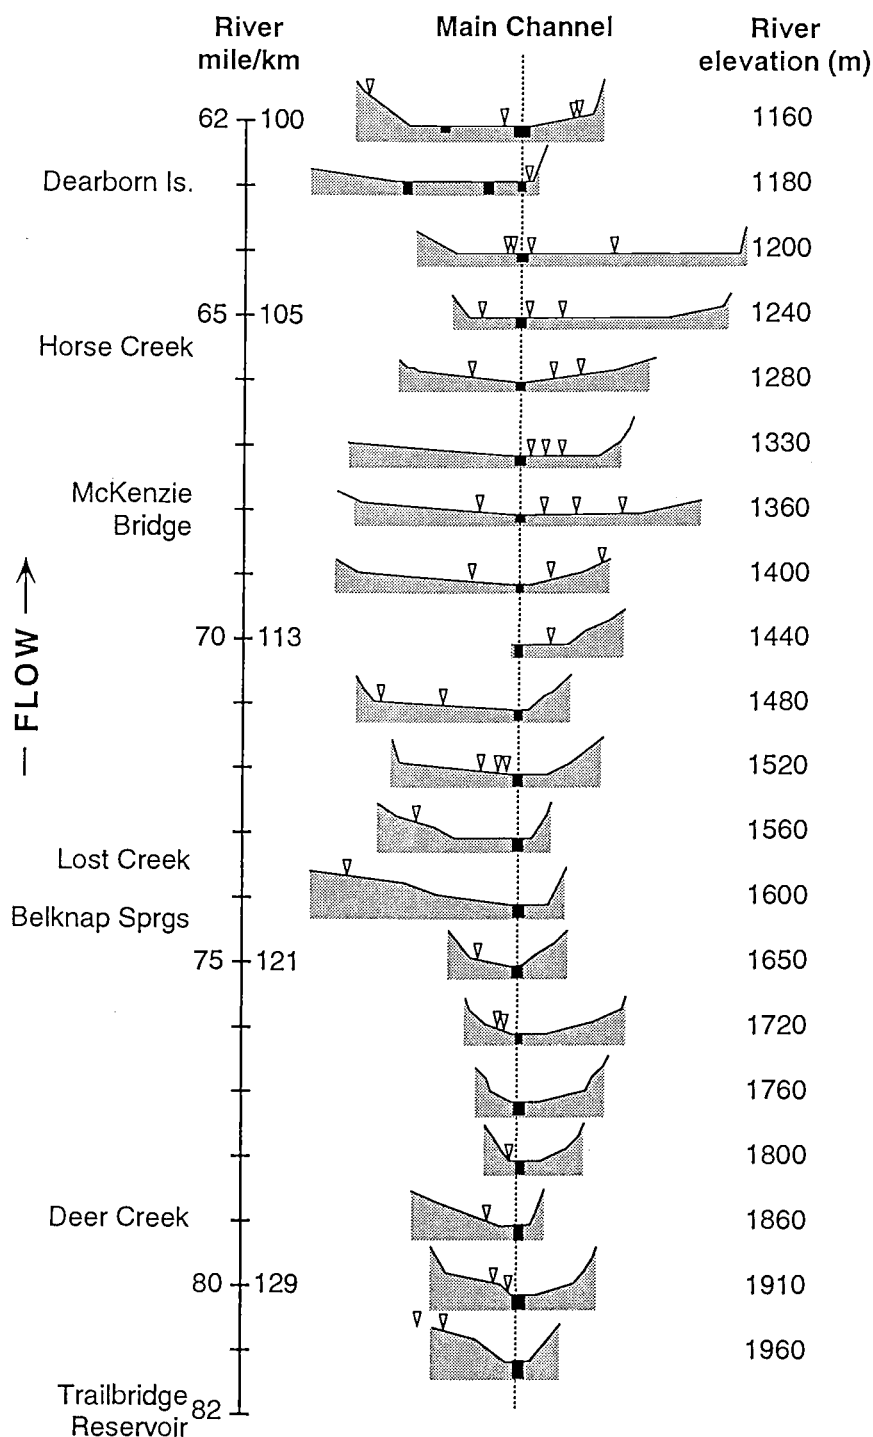 River
mile/km
Main Channel
River
elevation (m)
62 100
1160
Dearborn Is.
1180
1200
65 105
1240
Horse Creek
1280
1330
McKenzie
Bridge
1360
1400
70 113
1440
— FLOW →
1480
1520
1560
Lost Creek
1600
Belknap Sprgs
75 121
1650
1720
1760
1800
Deer Creek
1860
80 129
1910
1960
Trailbridge
Reservoir
82